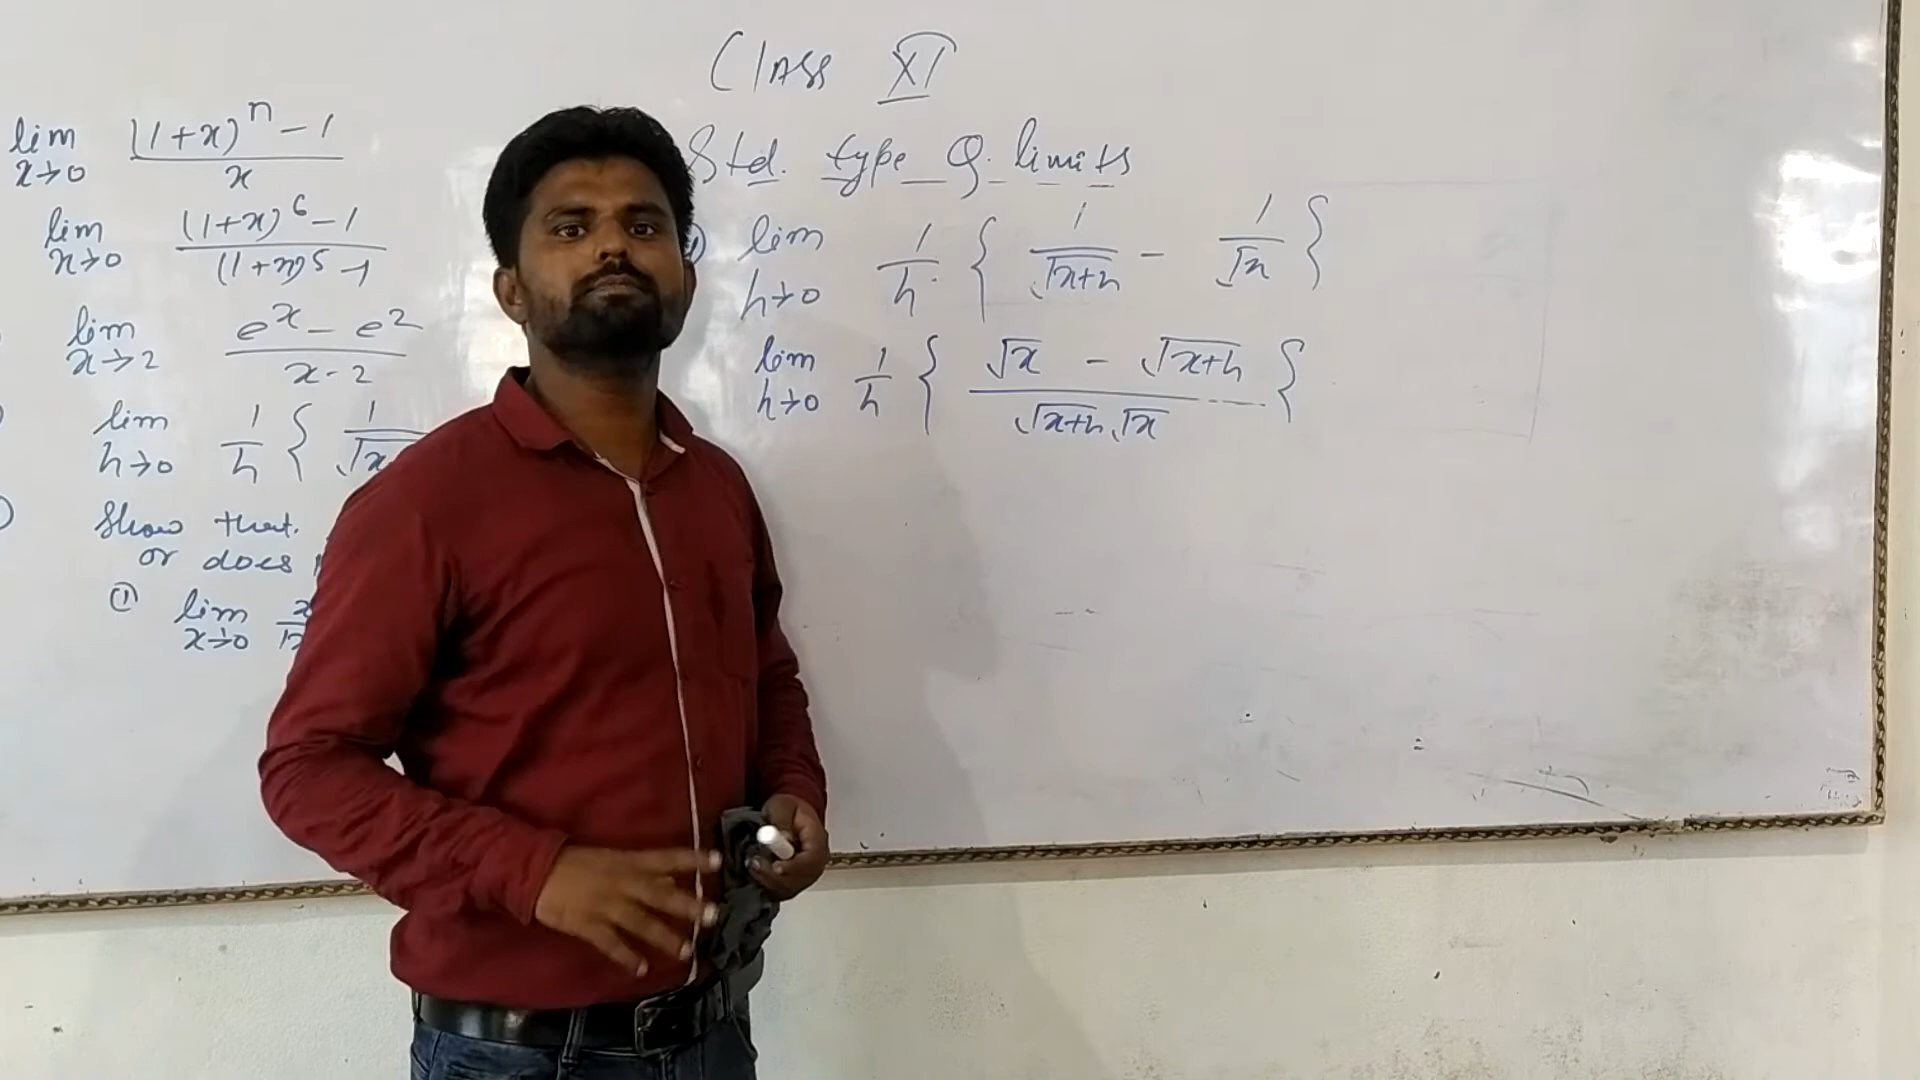 Class XI
Std. type Q. limits
lim x→0 ((1+x)^n - 1)/x
lim x→0 ((1+x)^6 - 1)/((1+x)^5 - 1)
lim x→2 (e^x - e^2)/(x-2)
lim h→0 1/h { 1/√x
Show that.
or does
① lim x→0
lim h→0 1/h { 1/√(x+h) - 1/√x }
lim h→0 1/h { (√x - √(x+h))/(√(x+h) . √x) }